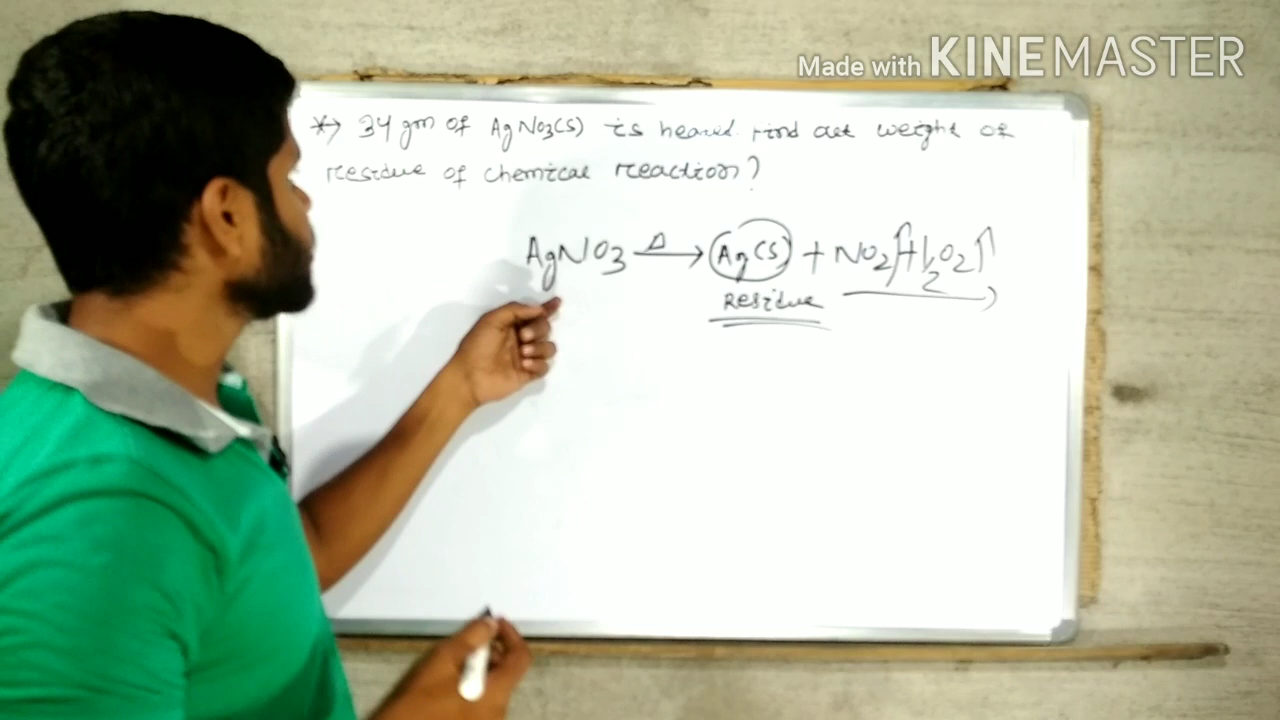 Made with KINEMASTER
*→ 34 gm of AgNO3(S) is heared. Find out weight of
residue of chemical reaction?
AgNO3 —Δ→ Ag(S) + NO2↑ + 1/2 O2↑
Residue